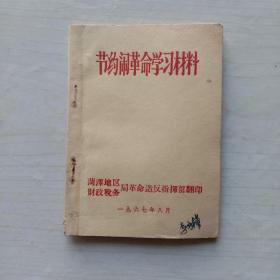 节约闹革命学习材料
菏泽地区
财政税务局革命造反指挥部翻印
一九六七年八月